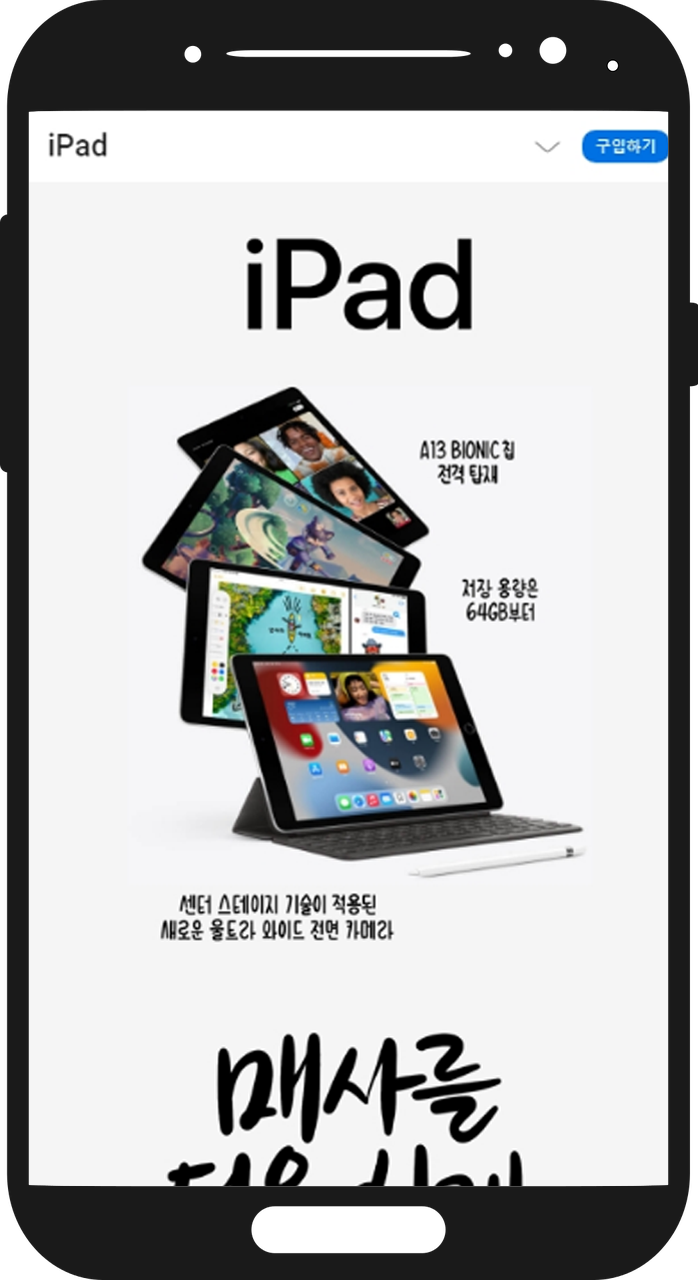 iPad
구입하기
iPad
A13 BIONIC 칩
전격 탑재
저장 용량은
64GB부터
센터 스테이지 기술이 적용된
새로운 울트라 와이드 전면 카메라
매사를